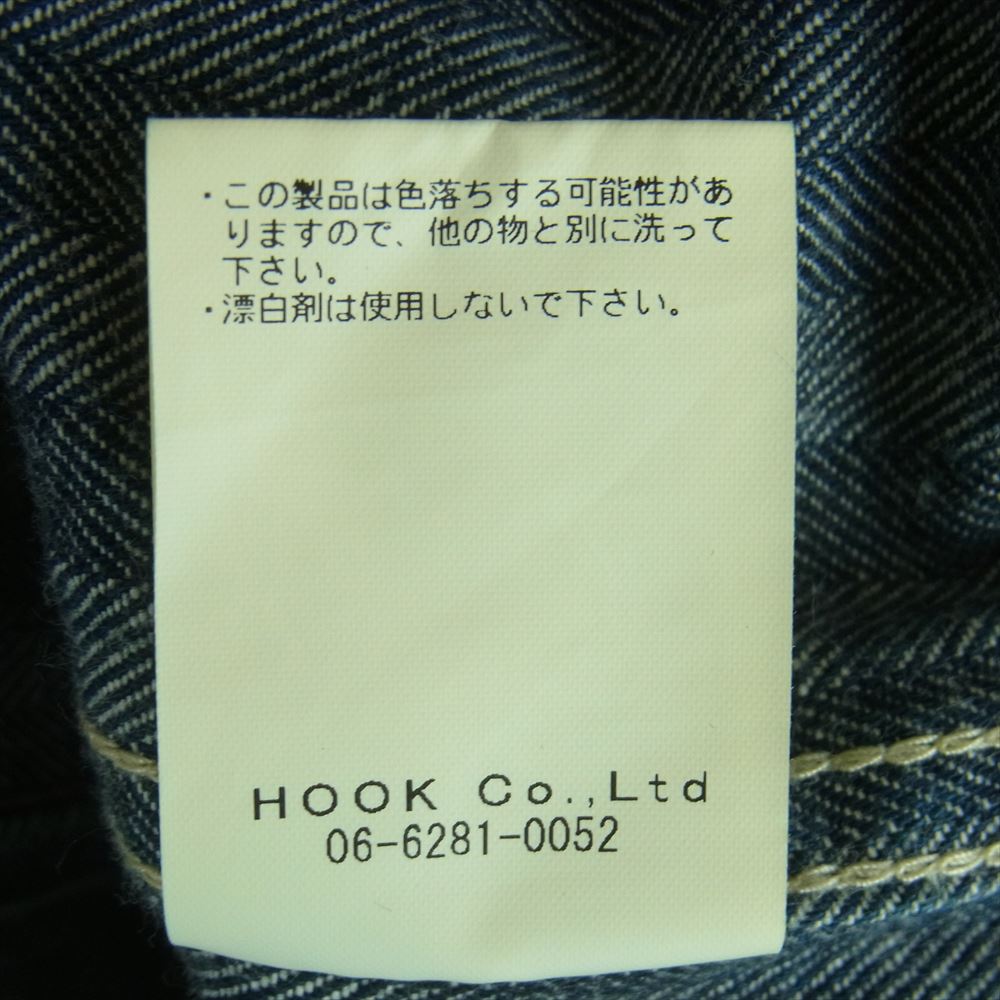 ・この製品は色落ちする可能性があ
りますので、他の物と別に洗って
下さい。
・漂白剤は使用しないで下さい。
HOOK Co.,Ltd
06-6281-0052